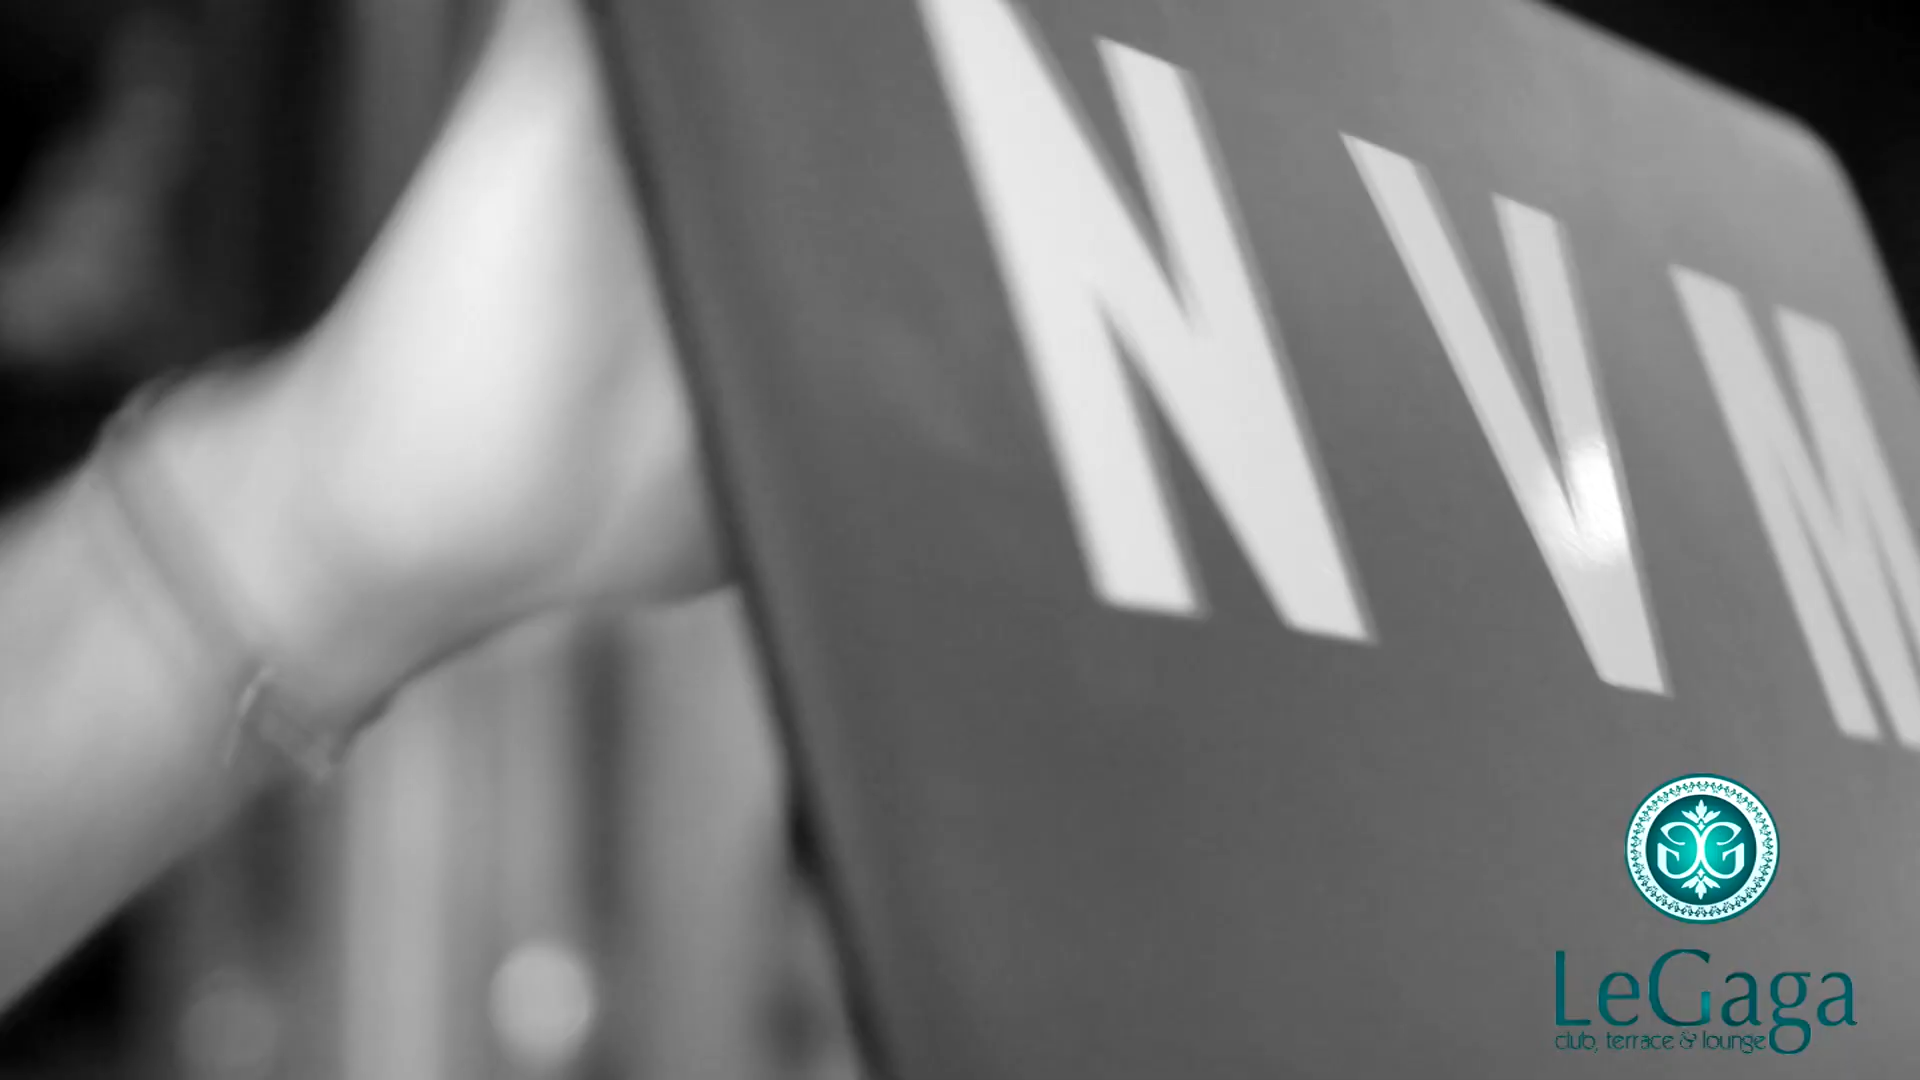 NVM
LeGaga
club, terrace & lounge